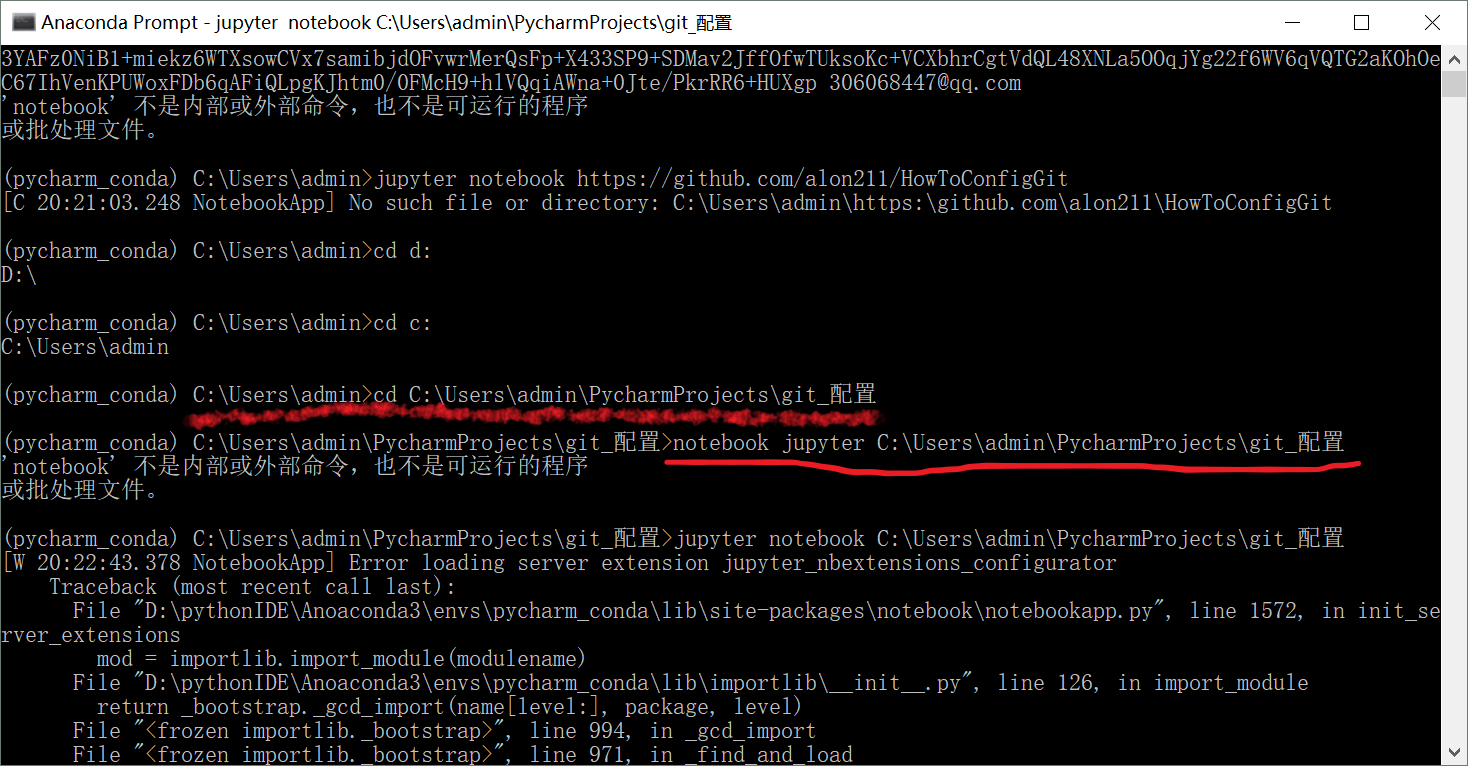 Anaconda Prompt - jupyter notebook C:\Users\admin\PycharmProjects\git_配置
3YAFzONiB1+miekz6WTXsowCVx7samibjdOFvwrMerQsFp+X433SP9+SDMav2JffOfwTUksoKc+VCXbhrCgtVdQL48XNLa5OOqjYg22f6WV6qVQTG2aKOhOe
C67IhVenKPUWoxFDb6qAFiQLpgKJhtmO/OFMcH9+hlVQqiAWna+OJte/PkrRR6+HUXgp 306068447@qq.com
'notebook' 不是内部或外部命令，也不是可运行的程序
或批处理文件。
(pycharm_conda) C:\Users\admin>jupyter notebook https://github.com/alon211/HowToConfigGit
[C 20:21:03.248 NotebookApp] No such file or directory: C:\Users\admin\https:\github.com\alon211\HowToConfigGit
(pycharm_conda) C:\Users\admin>cd d:
D:\
(pycharm_conda) C:\Users\admin>cd c:
C:\Users\admin
(pycharm_conda) C:\Users\admin>cd C:\Users\admin\PycharmProjects\git_配置
(pycharm_conda) C:\Users\admin\PycharmProjects\git_配置>notebook jupyter C:\Users\admin\PycharmProjects\git_配置
'notebook' 不是内部或外部命令，也不是可运行的程序
或批处理文件。
(pycharm_conda) C:\Users\admin\PycharmProjects\git_配置>jupyter notebook C:\Users\admin\PycharmProjects\git_配置
[W 20:22:43.378 NotebookApp] Error loading server extension jupyter_nbextensions_configurator
Traceback (most recent call last):
File "D:\pythonIDE\Anoaconda3\envs\pycharm_conda\lib\site-packages\notebook\notebookapp.py", line 1572, in init_se
rver_extensions
mod = importlib.import_module(modulename)
File "D:\pythonIDE\Anoaconda3\envs\pycharm_conda\lib\importlib\__init__.py", line 126, in import_module
return _bootstrap._gcd_import(name[level:], package, level)
File "<frozen importlib._bootstrap>", line 994, in _gcd_import
File "<frozen importlib._bootstrap>", line 971, in _find_and_load